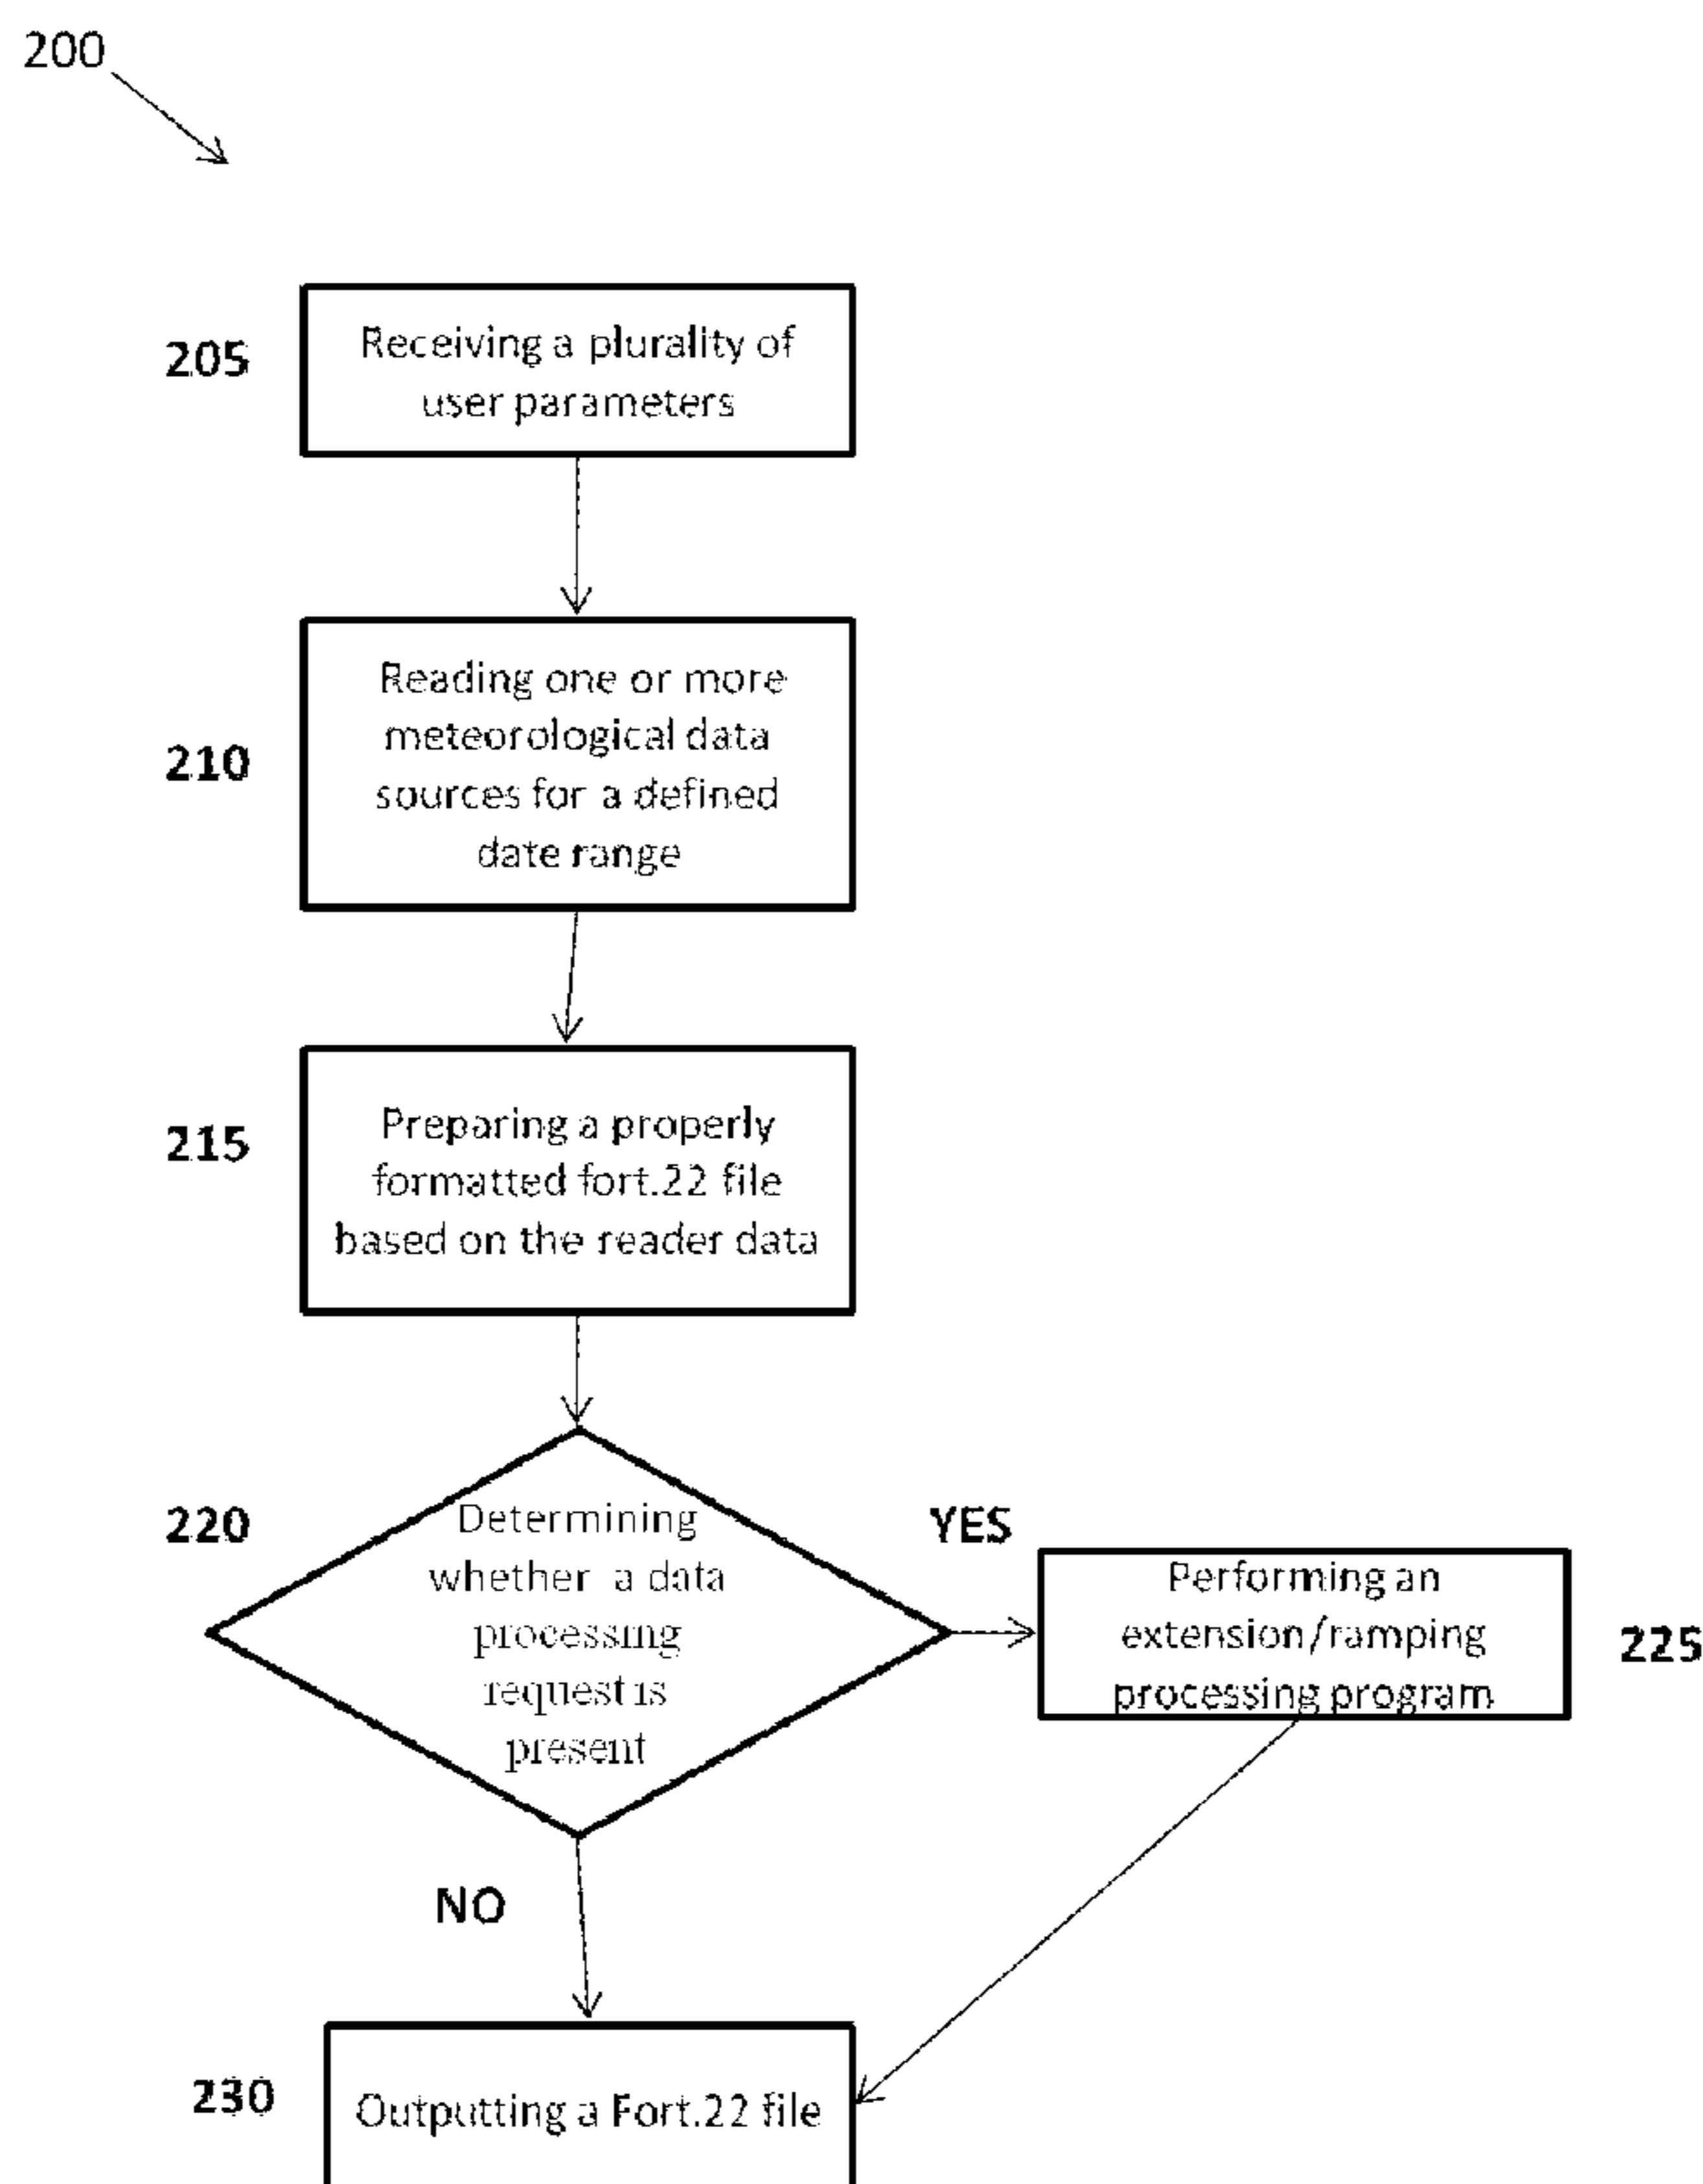 200
205
Receiving a plurality of
user parameters
210
Reading one or more
meteorological data
sources for a defined
date range
215
Preparing a properly
formatted fort.22 file
based on the reader data
220
Determining
whether a data
processing
request is
present
YES
Performing an
extension/ramping
processing program
225
NO
230
Outputting a Fort.22 file